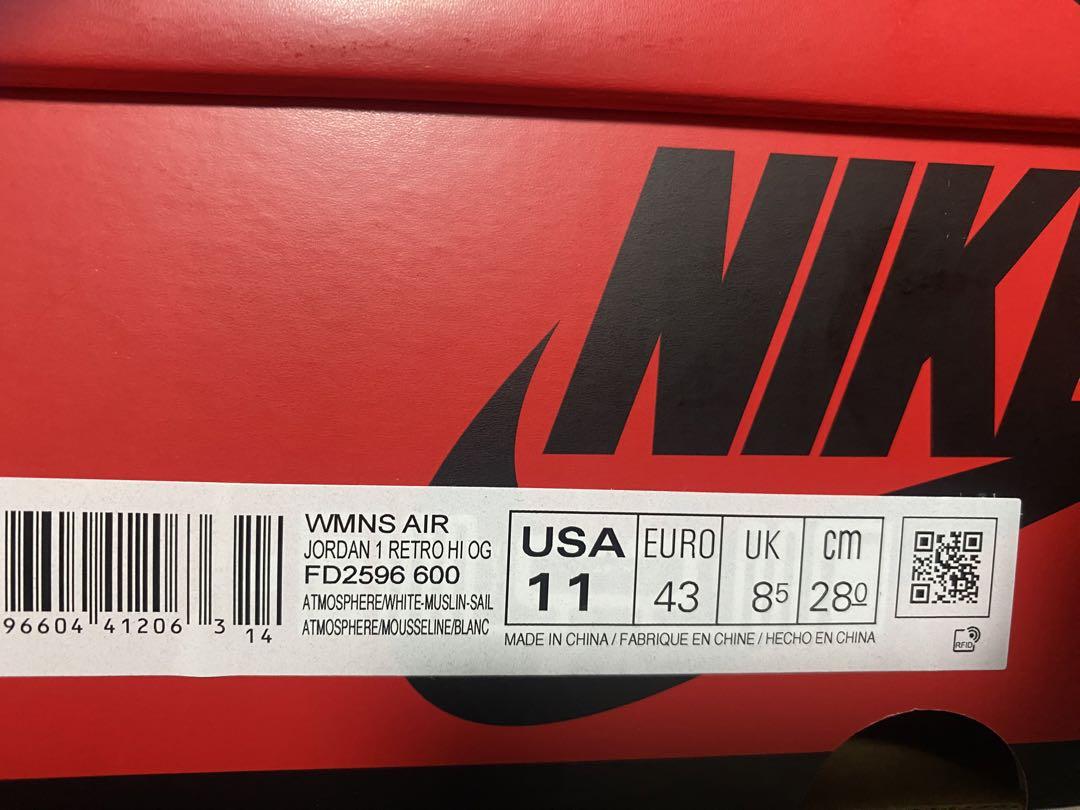 NIKE
WMNS AIR
JORDAN 1 RETRO HI OG
FD2596 600
ATMOSPHERE/WHITE-MUSLIN-SAIL
ATMOSPHERE/MOUSSELINE/BLANC
96604 41206 3 14
USA EURO UK cm
11 43 8⁵ 28⁰
MADE IN CHINA / FABRIQUE EN CHINE / HECHO EN CHINA
RFID